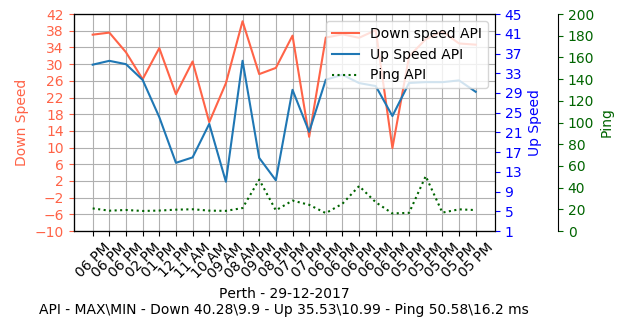 Down speed API
Up Speed API
Ping API
Down Speed
42
38
34
30
26
22
18
14
10
6
2
−2
−6
−10
45
41
37
33
29
25
21
17
13
9
5
1
Up Speed
200
180
160
140
120
100
80
60
40
20
0
Ping
06 PM
06 PM
06 PM
02 PM
01 PM
12 PM
11 AM
10 AM
09 AM
08 AM
09 PM
08 PM
07 PM
07 PM
06 PM
06 PM
06 PM
06 PM
05 PM
05 PM
05 PM
05 PM
05 PM
05 PM
Perth - 29-12-2017
API - MAX\MIN - Down 40.28\9.9 - Up 35.53\10.99 - Ping 50.58\16.2 ms